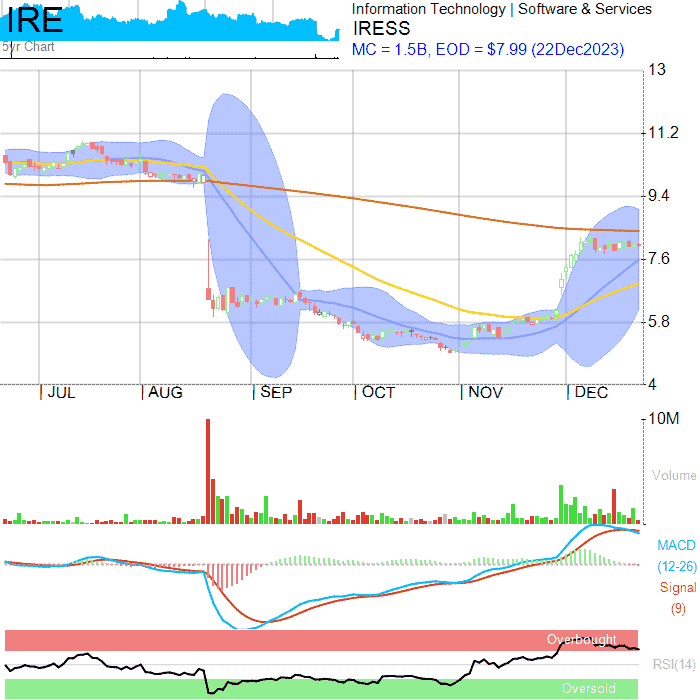 IRE
5yr Chart
Information Technology | Software & Services
IRESS
MC = 1.5B, EOD = $7.99 (22Dec2023)
13
11.2
9.4
7.6
5.8
4
| JUL | AUG | SEP | OCT | NOV | DEC
10M
Volume
MACD
(12-26)
Signal
(9)
Overbought
RSI(14)
Oversold